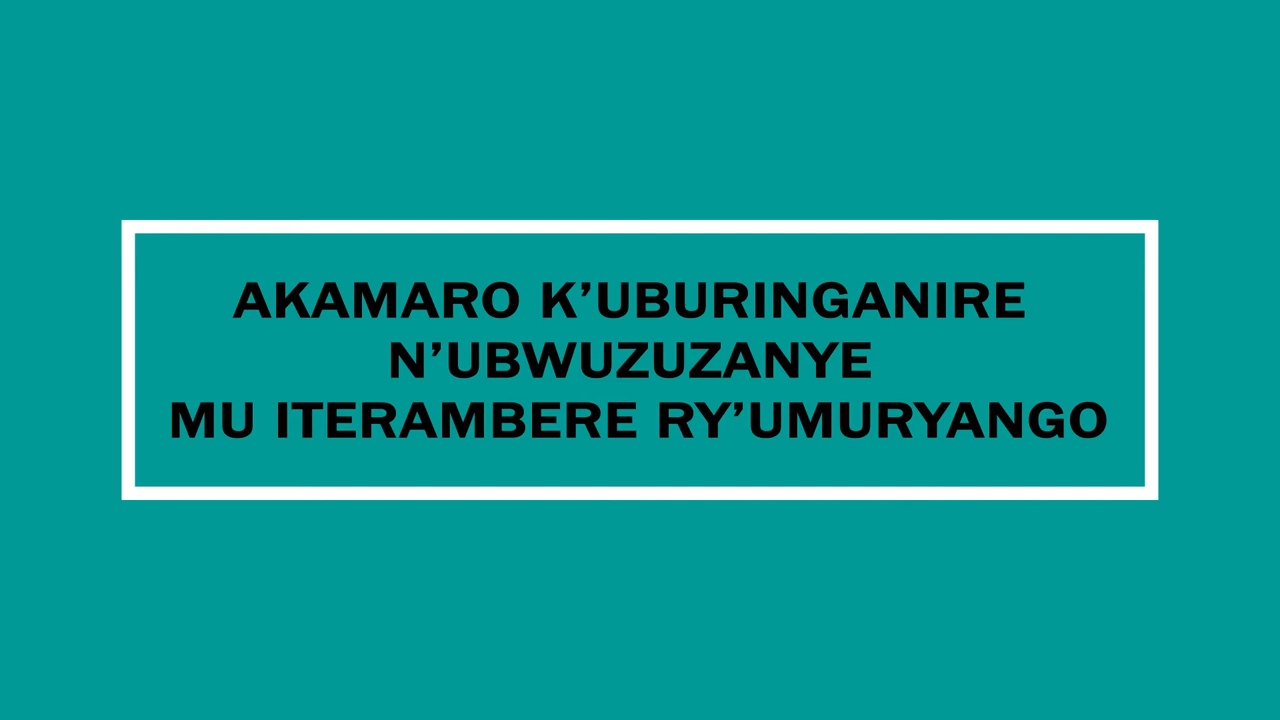 AKAMARO K’UBURINGANIRE
N’UBWUZUZANYE
MU ITERAMBERE RY’UMURYANGO